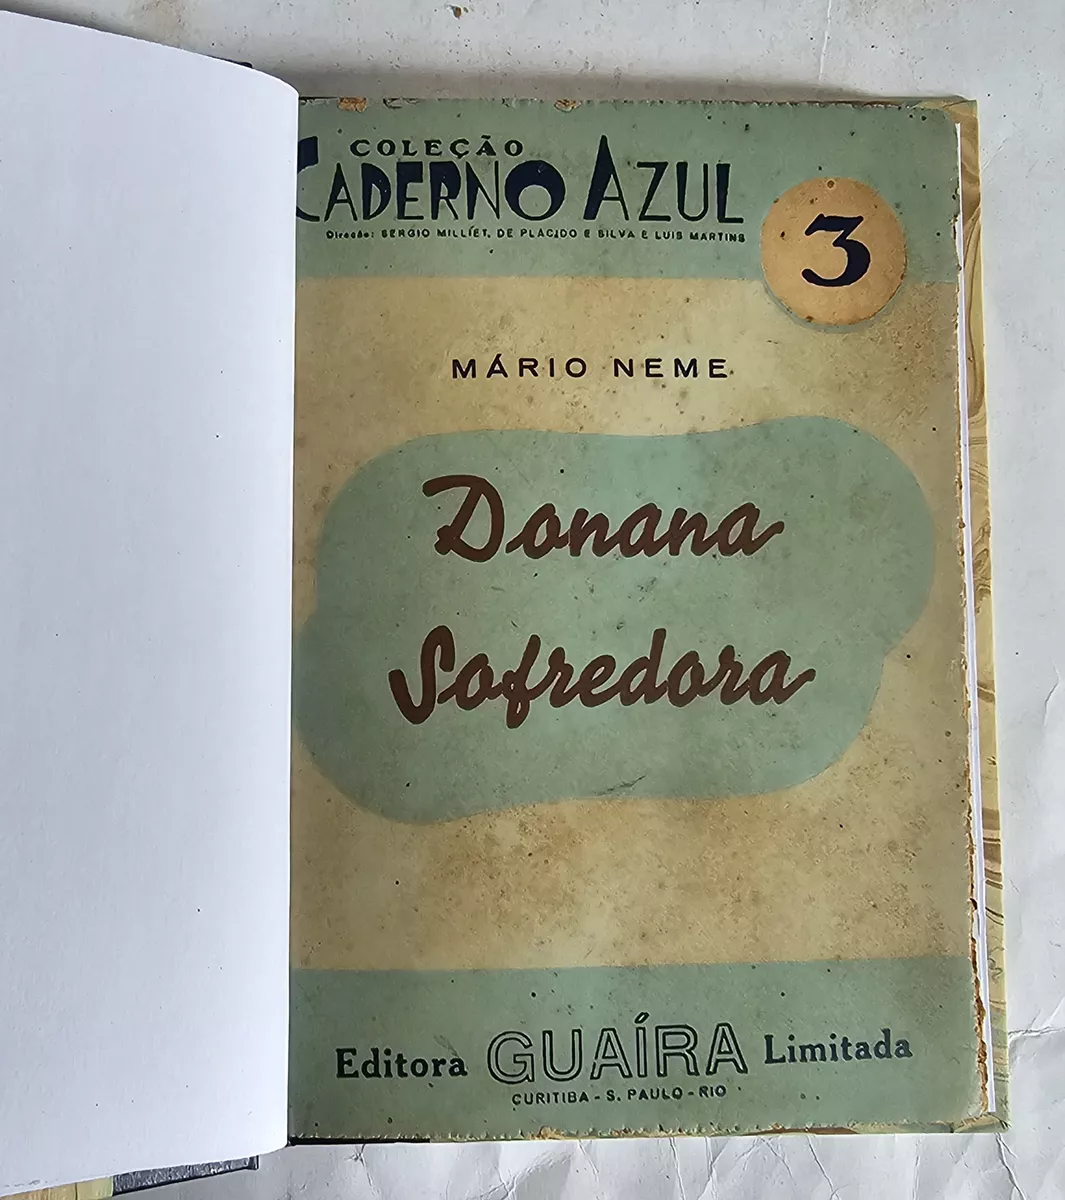 COLEÇÃO
CADERNO AZUL
Direção: SERGIO MILLIET, DE PLACIDO E SILVA E LUIS MARTINS
3
MÁRIO NEME
Donana
Sofredora
Editora GUAÍRA Limitada
CURITIBA - S. PAULO - RIO